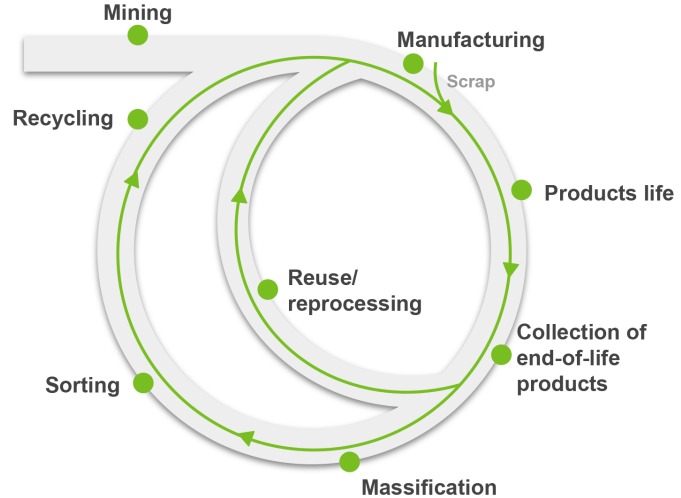 Mining
Manufacturing
Scrap
Recycling
Products life
Reuse/
reprocessing
Collection of
end-of-life
products
Sorting
Massification